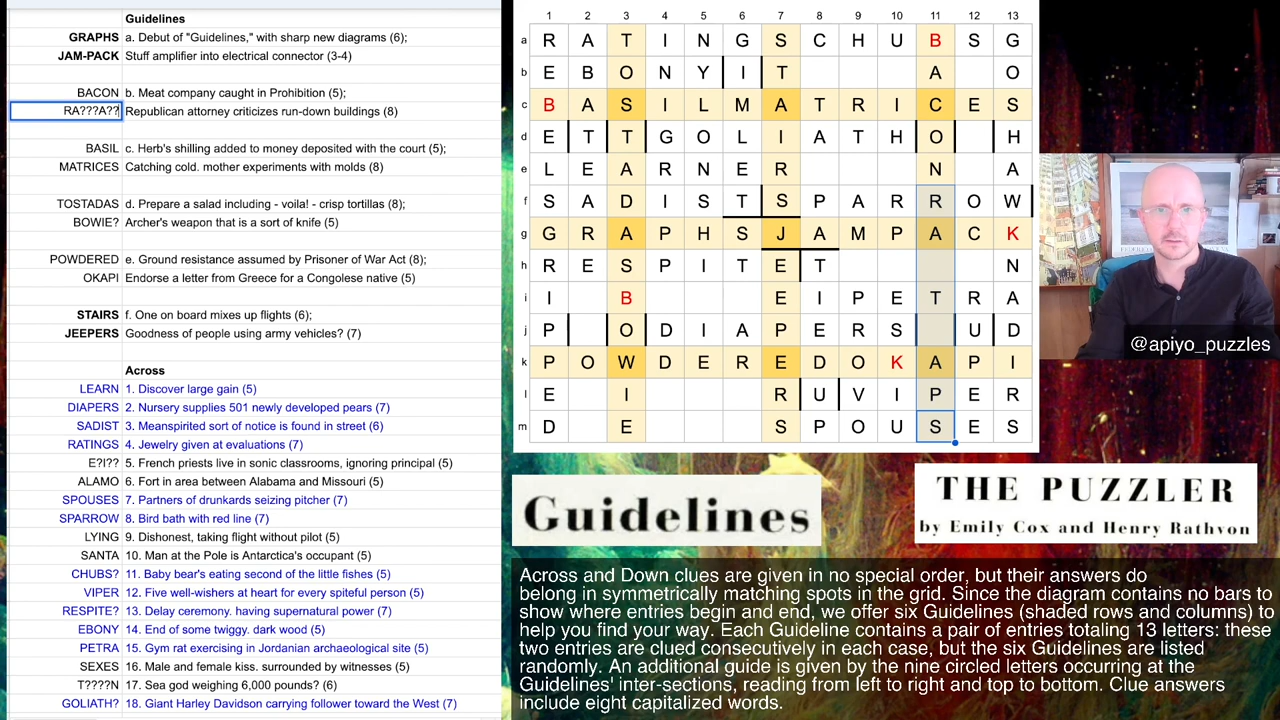 Guidelines
GRAPHS a. Debut of "Guidelines," with sharp new diagrams (6);
JAM-PACK Stuff amplifier into electrical connector (3-4)
BACON b. Meat company caught in Prohibition (5);
RA???A?? Republican attorney criticizes run-down buildings (8)
BASIL c. Herb's shilling added to money deposited with the court (5);
MATRICES Catching cold. mother experiments with molds (8)
TOSTADAS d. Prepare a salad including - voila! - crisp tortillas (8);
BOWIE? Archer's weapon that is a sort of knife (5)
POWDERED e. Ground resistance assumed by Prisoner of War Act (8);
OKAPI Endorse a letter from Greece for a Congolese native (5)
STAIRS f. One on board mixes up flights (6);
JEEPERS Goodness of people using army vehicles? (7)
Across
LEARN 1. Discover large gain (5)
DIAPERS 2. Nursery supplies 501 newly developed pears (7)
SADIST 3. Meanspirited sort of notice is found in street (6)
RATINGS 4. Jewelry given at evaluations (7)
E?I?? 5. French priests live in sonic classrooms, ignoring principal (5)
ALAMO 6. Fort in area between Alabama and Missouri (5)
SPOUSES 7. Partners of drunkards seizing pitcher (7)
SPARROW 8. Bird bath with red line (7)
LYING 9. Dishonest, taking flight without pilot (5)
SANTA 10. Man at the Pole is Antarctica's occupant (5)
CHUBS? 11. Baby bear's eating second of the little fishes (5)
VIPER 12. Five well-wishers at heart for every spiteful person (5)
RESPITE? 13. Delay ceremony. having supernatural power (7)
EBONY 14. End of some twiggy. dark wood (5)
PETRA 15. Gym rat exercising in Jordanian archaeological site (5)
SEXES 16. Male and female kiss. surrounded by witnesses (5)
T????N 17. Sea god weighing 6,000 pounds? (6)
GOLIATH? 18. Giant Harley Davidson carrying follower toward the West (7)
1 2 3 4 5 6 7 8 9 10 11 12 13
a R A T I N G S C H U B S G
b E B O N Y I T A O
c B A S I L M A T R I C E S
d E T T G O L I A T H O H
e L E A R N E R N A
f S A D I S T S P A R R O W
g G R A P H S J A M P A C K
h R E S P I T E T N
i I B E I P E T R A
j P O D I A P E R S U D
k P O W D E R E D O K A P I
l E I R U V I P E R
m D E S P O U S E S
@apiyo_puzzles
Guidelines
THE PUZZLER
by Emily Cox and Henry Rathvon
Across and Down clues are given in no special order, but their answers do
belong in symmetrically matching spots in the grid. Since the diagram contains no bars to
show where entries begin and end, we offer six Guidelines (shaded rows and columns) to
help you find your way. Each Guideline contains a pair of entries totaling 13 letters: these
two entries are clued consecutively in each case, but the six Guidelines are listed
randomly. An additional guide is given by the nine circled letters occurring at the
Guidelines' inter-sections, reading from left to right and top to bottom. Clue answers
include eight capitalized words.